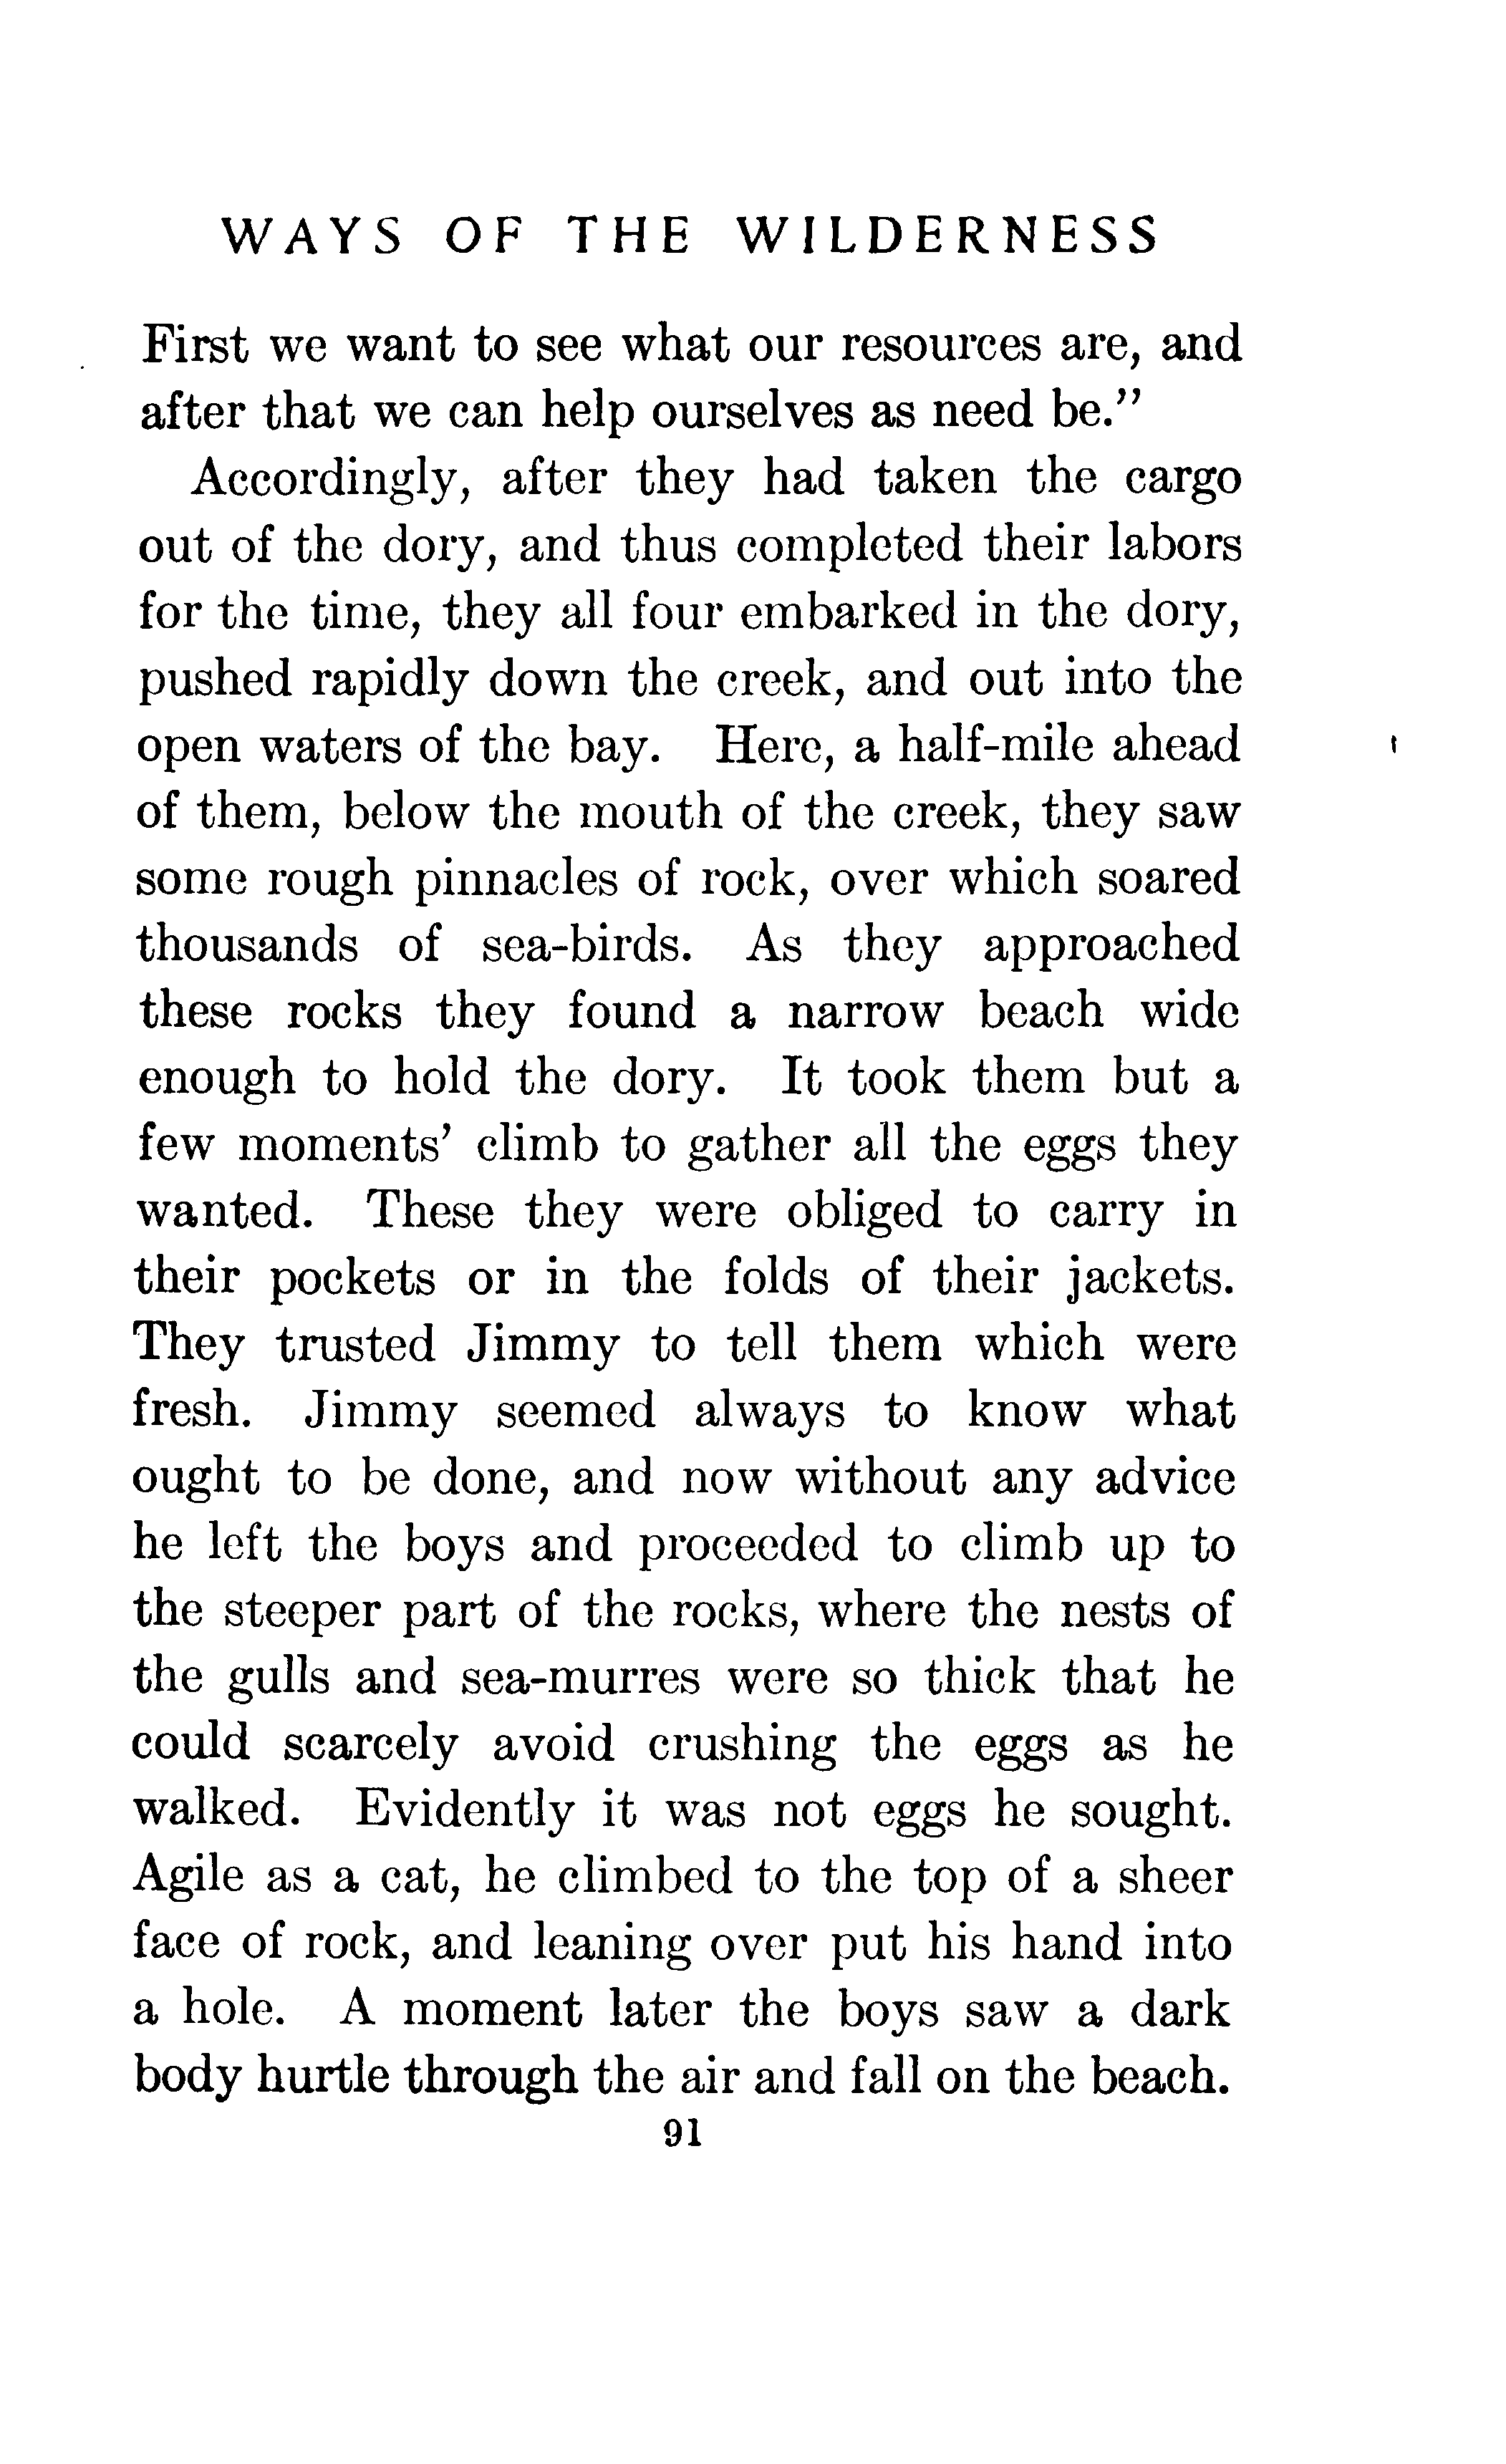 WAYS OF THE WILDERNESS
First we want to see what our resources are, and
after that we can help ourselves as need be."
Accordingly, after they had taken the cargo
out of the dory, and thus completed their labors
for the time, they all four embarked in the dory,
pushed rapidly down the creek, and out into the
open waters of the bay. Here, a half-mile ahead
of them, below the mouth of the creek, they saw
some rough pinnacles of rock, over which soared
thousands of sea-birds. As they approached
these rocks they found a narrow beach wide
enough to hold the dory. It took them but a
few moments' climb to gather all the eggs they
wanted. These they were obliged to carry in
their pockets or in the folds of their jackets.
They trusted Jimmy to tell them which were
fresh. Jimmy seemed always to know what
ought to be done, and now without any advice
he left the boys and proceeded to climb up to
the steeper part of the rocks, where the nests of
the gulls and sea-murres were so thick that he
could scarcely avoid crushing the eggs as he
walked. Evidently it was not eggs he sought.
Agile as a cat, he climbed to the top of a sheer
face of rock, and leaning over put his hand into
a hole. A moment later the boys saw a dark
body hurtle through the air and fall on the beach.
91